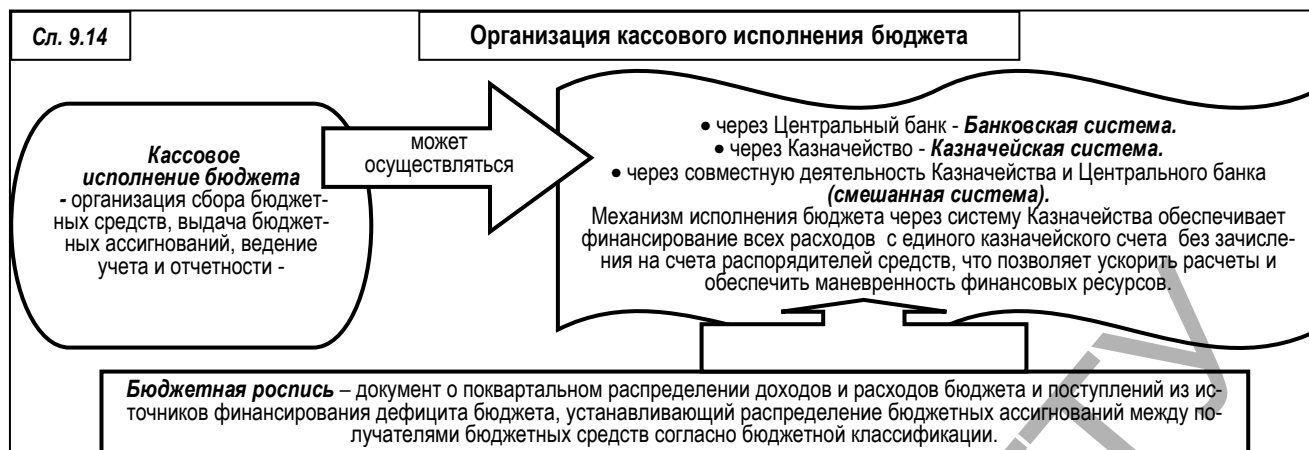 Сл. 9.14
Организация кассового исполнения бюджета
Кассовое
исполнение бюджета
- организация сбора бюджет-
ных средств, выдача бюджет-
ных ассигнований, ведение
учета и отчетности -
может
осуществляться
• через Центральный банк - Банковская система.
• через Казначейство - Казначейская система.
• через совместную деятельность Казначейства и Центрального банка
(смешанная система).
Механизм исполнения бюджета через систему Казначейства обеспечивает
финансирование всех расходов с единого казначейского счета без зачисле-
ния на счета распорядителей средств, что позволяет ускорить расчеты и
обеспечить маневренность финансовых ресурсов.
Бюджетная роспись – документ о поквартальном распределении доходов и расходов бюджета и поступлений из ис-
точников финансирования дефицита бюджета, устанавливающий распределение бюджетных ассигнований между по-
лучателями бюджетных средств согласно бюджетной классификации.